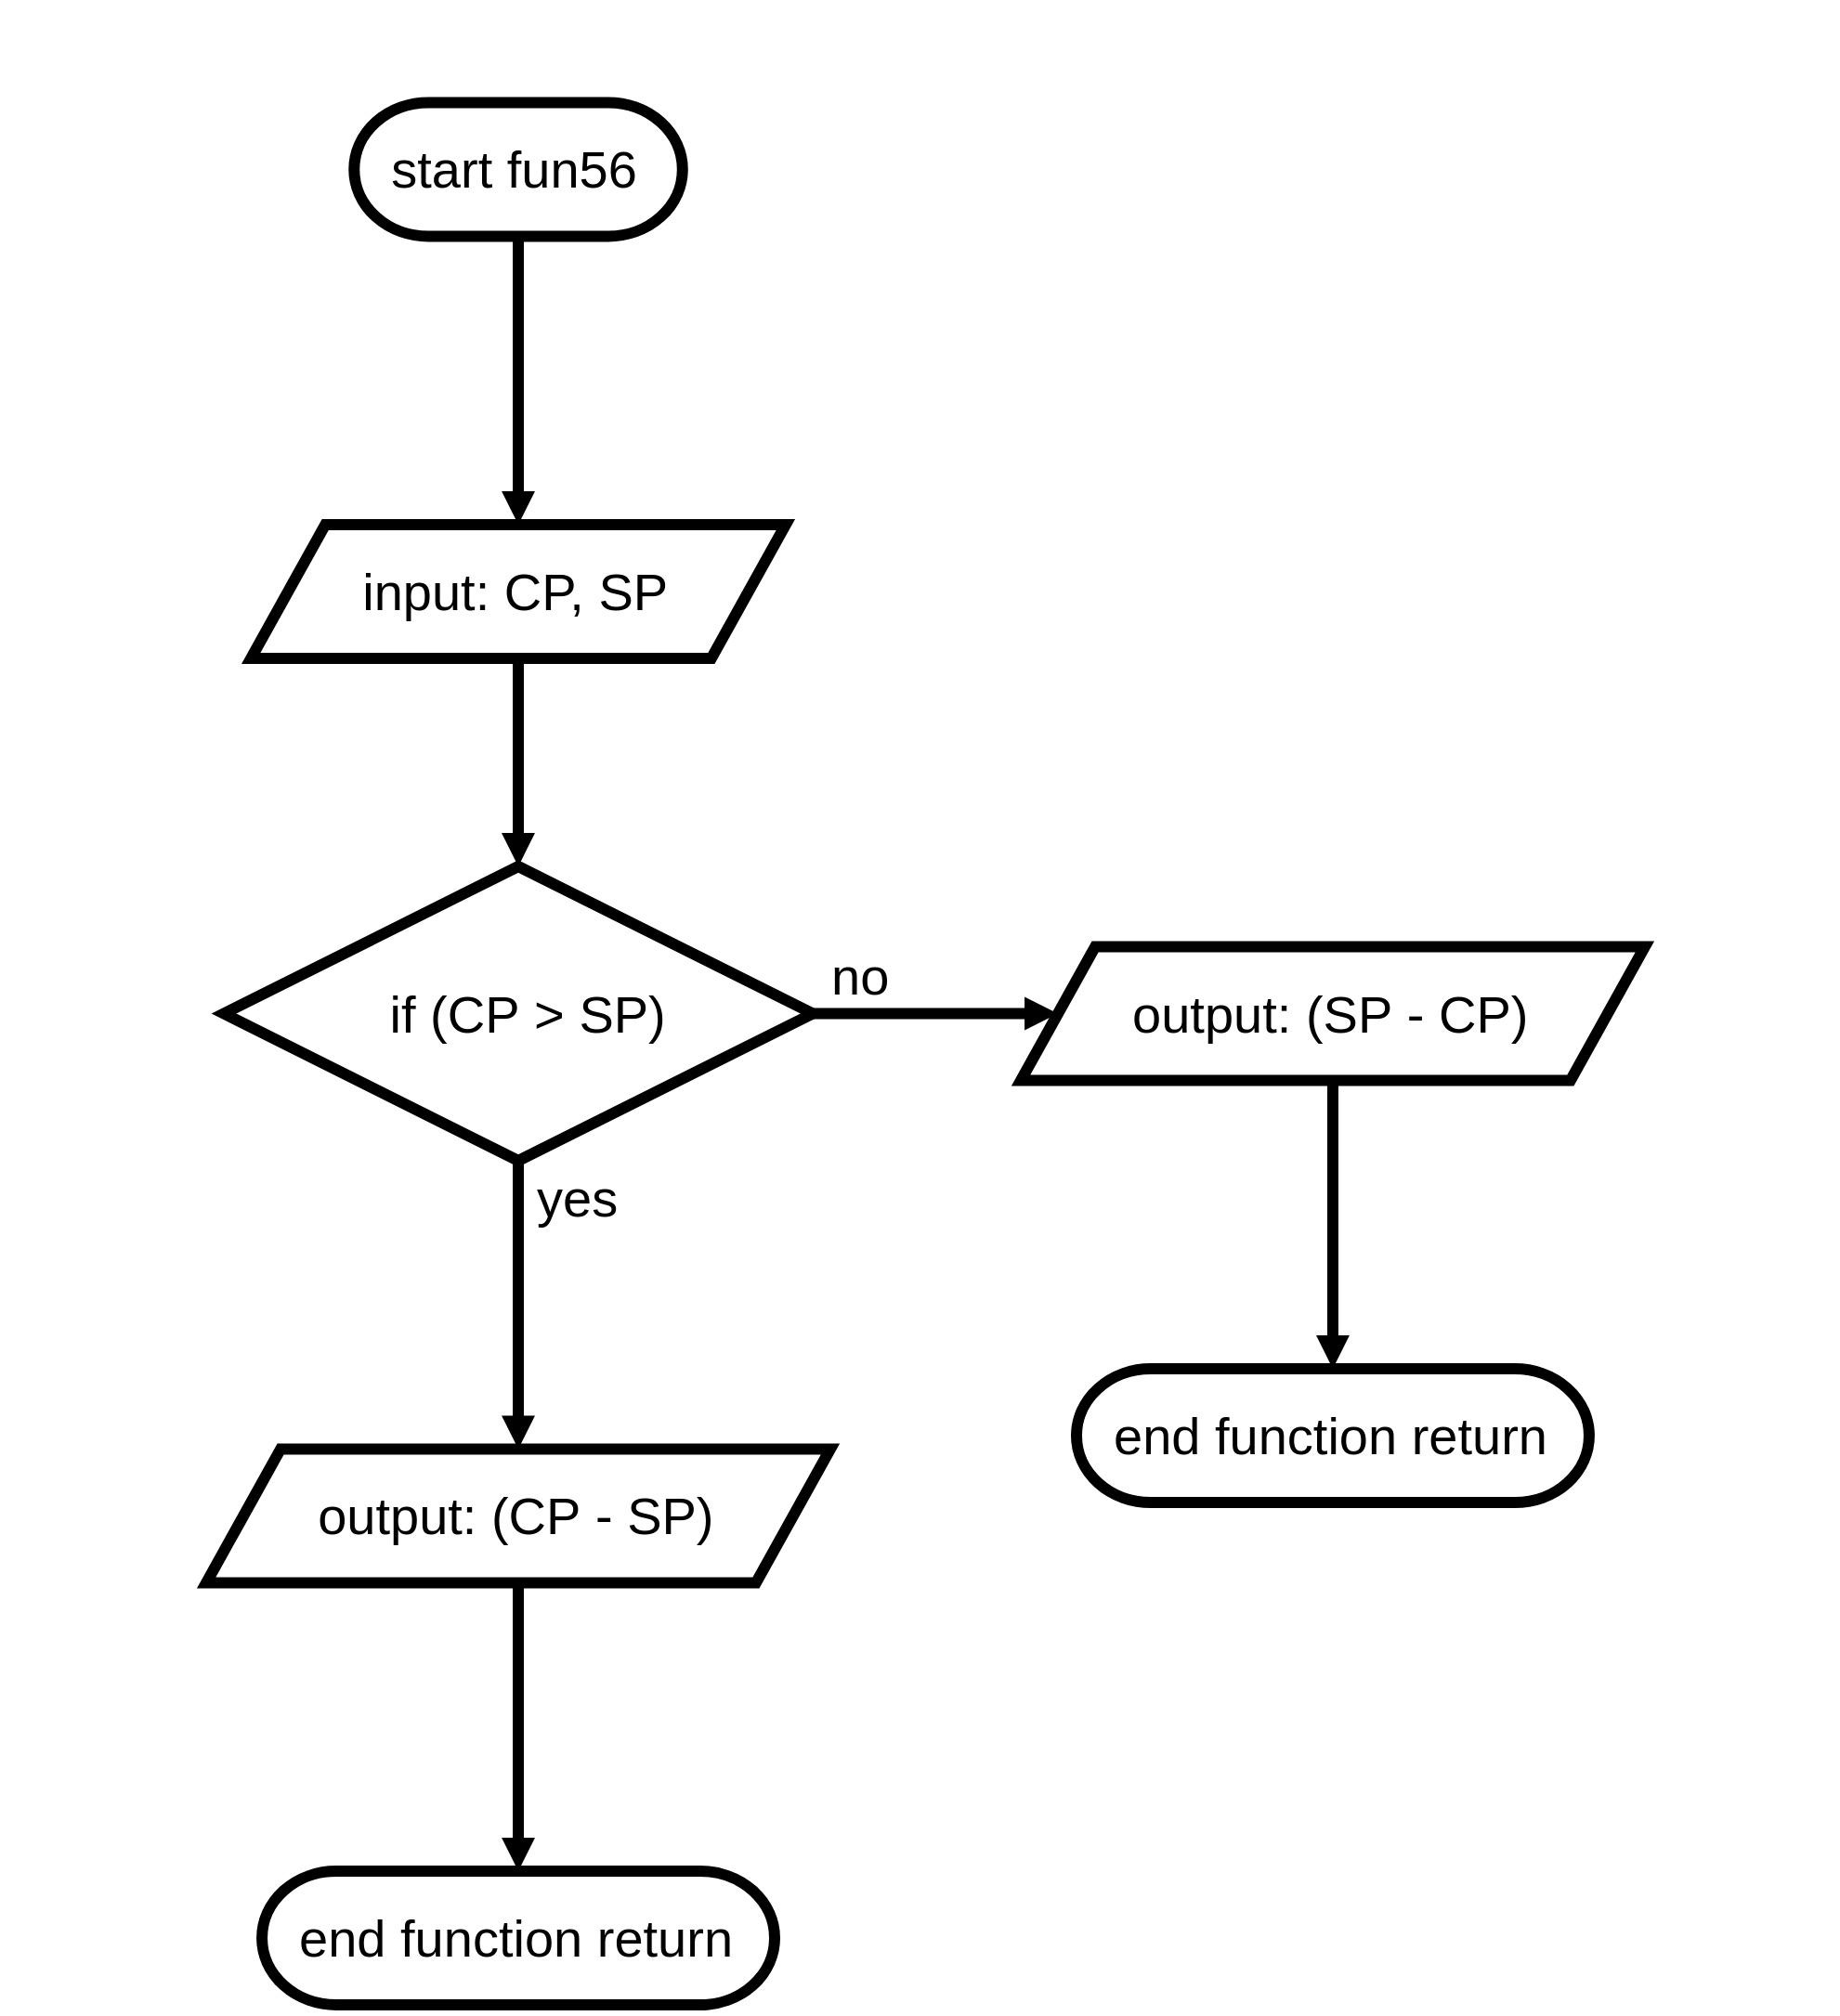 start fun56
input: CP, SP
if (CP > SP)
no
output: (SP - CP)
yes
end function return
output: (CP - SP)
end function return